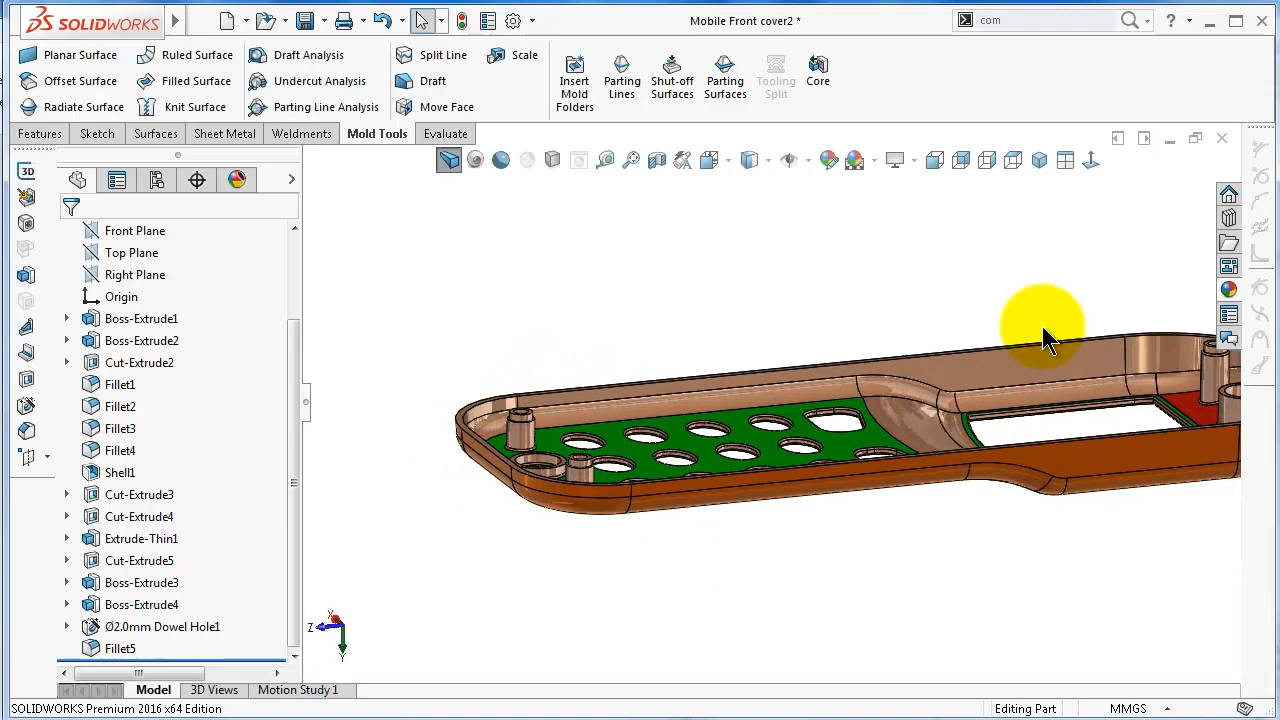 SOLIDWORKS
Mobile Front cover2 *
com
?
Planar Surface
Ruled Surface
Draft Analysis
Split Line
Scale
Offset Surface
Filled Surface
Undercut Analysis
Draft
Radiate Surface
Knit Surface
Parting Line Analysis
Move Face
Insert
Mold
Folders
Parting
Lines
Shut-off
Surfaces
Parting
Surfaces
Tooling
Split
Core
Features
Sketch
Surfaces
Sheet Metal
Weldments
Mold Tools
Evaluate
3D
Front Plane
Top Plane
Right Plane
Origin
Boss-Extrude1
Boss-Extrude2
Cut-Extrude2
Fillet1
Fillet2
Fillet3
Fillet4
Shell1
Cut-Extrude3
Cut-Extrude4
Extrude-Thin1
Cut-Extrude5
Boss-Extrude3
Boss-Extrude4
Ø2.0mm Dowel Hole1
Fillet5
X
Z
Y
Model
3D Views
Motion Study 1
SOLIDWORKS Premium 2016 x64 Edition
Editing Part
MMGS